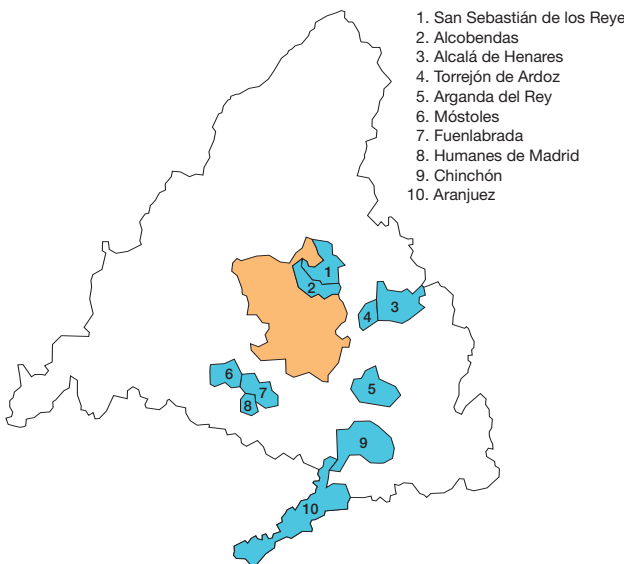 1. San Sebastián de los Reye
2. Alcobendas
3. Alcalá de Henares
4. Torrejón de Ardoz
5. Arganda del Rey
6. Móstoles
7. Fuenlabrada
8. Humanes de Madrid
9. Chinchón
10. Aranjuez
1
2
3
4
6
7
5
8
9
10